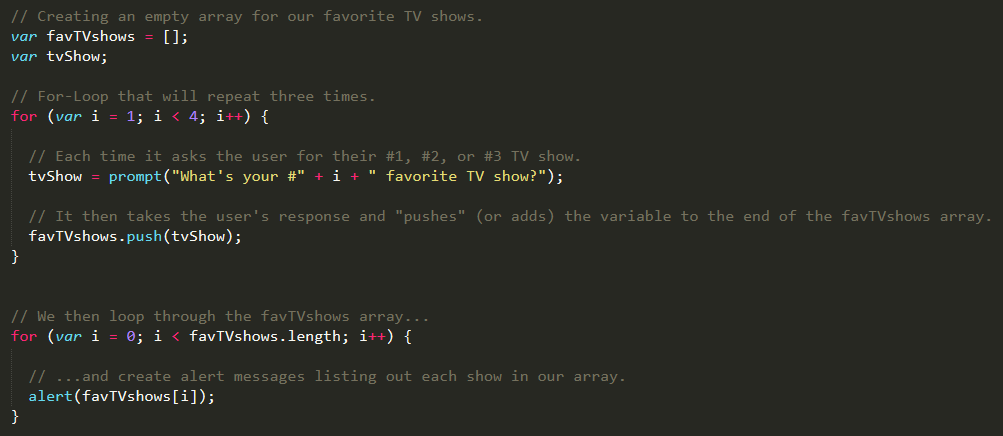 // Creating an empty array for our favorite TV shows.
var favTVshows = [];
var tvShow;
// For-Loop that will repeat three times.
for (var i = 1; i < 4; i++) {
// Each time it asks the user for their #1, #2, or #3 TV show.
tvShow = prompt("What's your #" + i + " favorite TV show?");
// It then takes the user's response and "pushes" (or adds) the variable to the end of the favTVshows array.
favTVshows.push(tvShow);
}
// We then loop through the favTVshows array...
for (var i = 0; i < favTVshows.length; i++) {
// ...and create alert messages listing out each show in our array.
alert(favTVshows[i]);
}